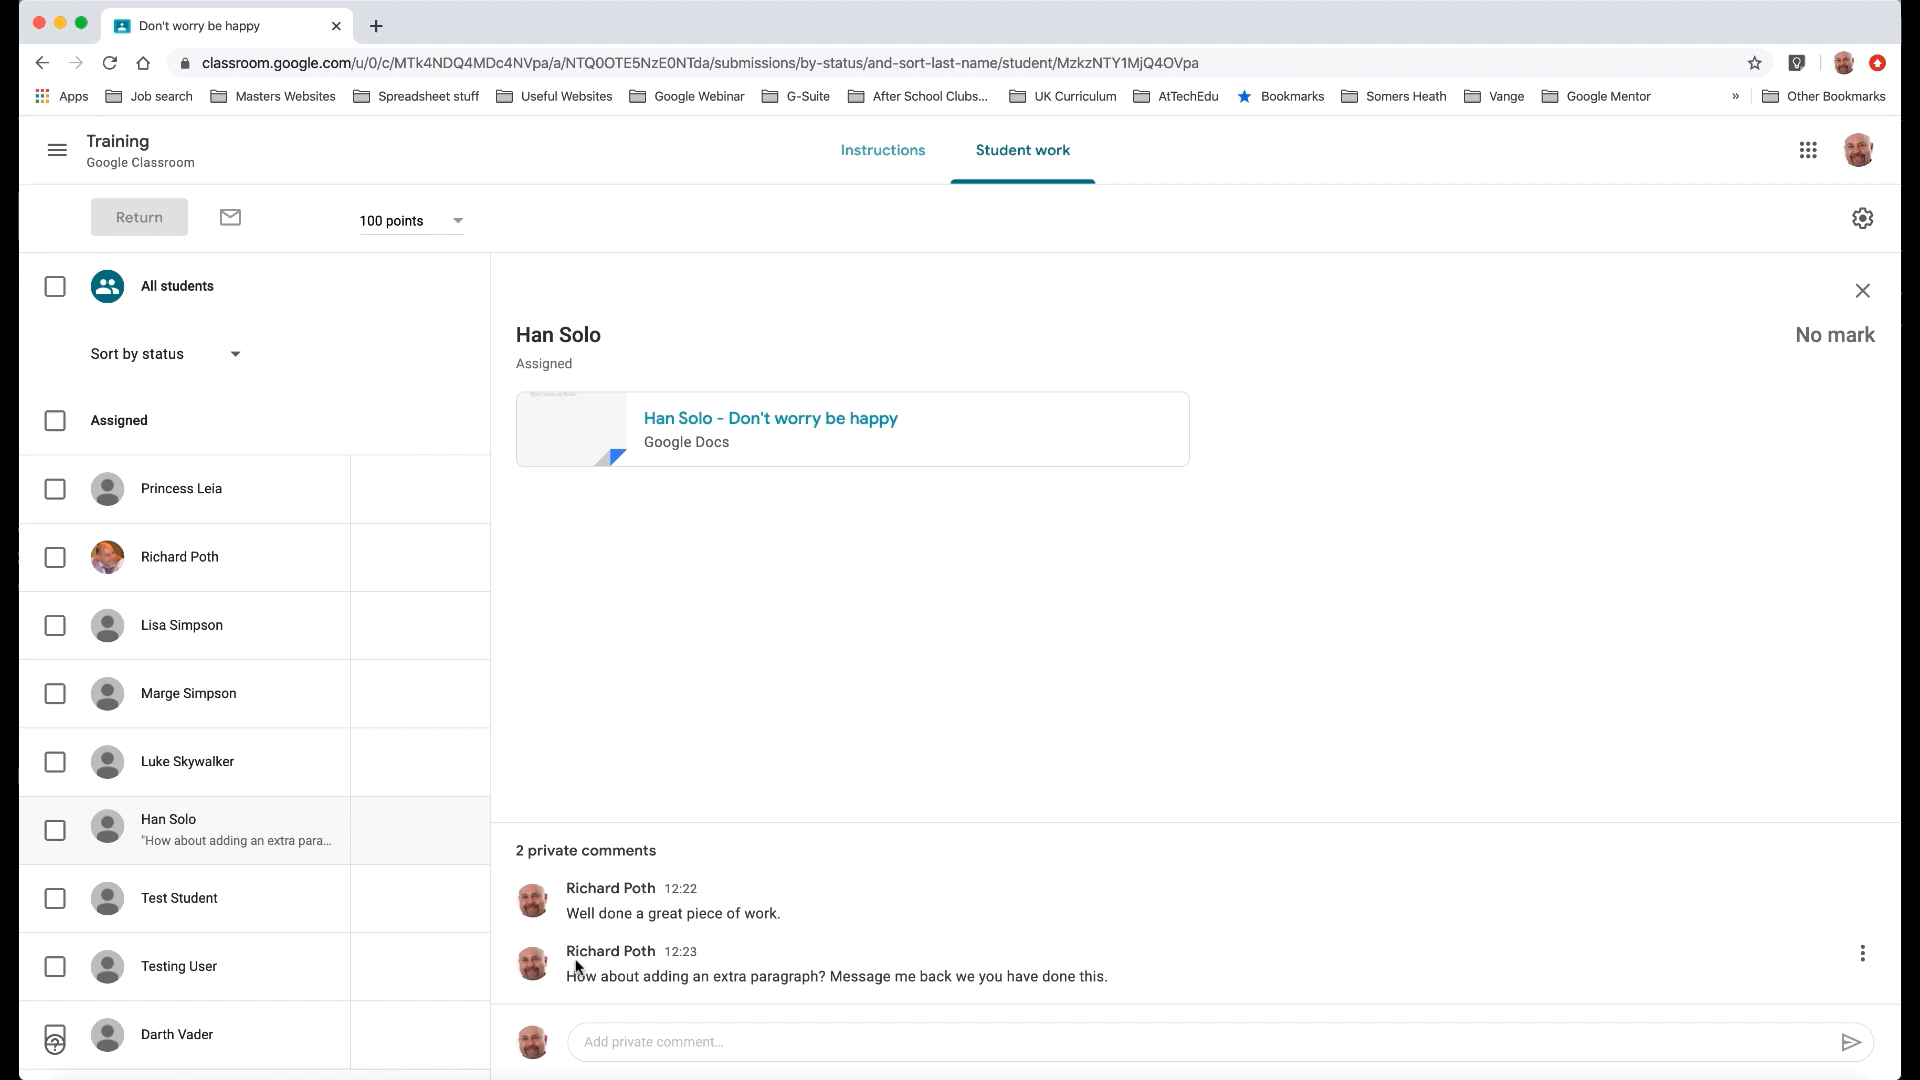 Don't worry be happy
classroom.google.com/u/0/c/MTk4NDQ4MDc4NVpa/a/NTQ0OTE5NzE0NTda/submissions/by-status/and-sort-last-name/student/MzkzNTY1MjQ4OVpa
Apps Job search Masters Websites Spreadsheet stuff Useful Websites Google Webinar G-Suite After School Clubs... UK Curriculum AtTechEdu Bookmarks Somers Heath Vange Google Mentor » Other Bookmarks
Training
Google Classroom
Instructions Student work
Return 100 points
All students
Sort by status
Assigned
Princess Leia
Richard Poth
Lisa Simpson
Marge Simpson
Luke Skywalker
Han Solo
"How about adding an extra para...
Test Student
Testing User
Darth Vader
Han Solo No mark
Assigned
Han Solo - Don't worry be happy
Google Docs
2 private comments
Richard Poth 12:22
Well done a great piece of work.
Richard Poth 12:23
How about adding an extra paragraph? Message me back we you have done this.
Add private comment...